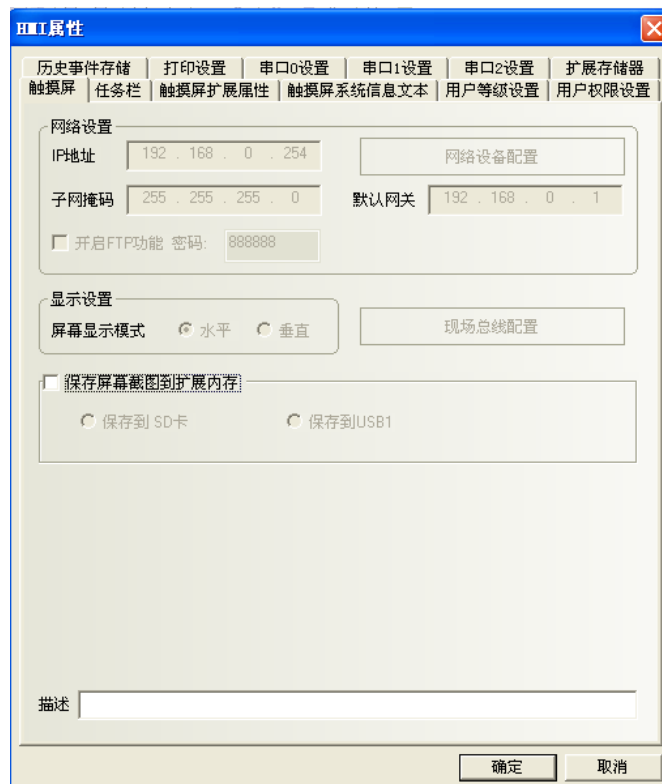 HMI属性
历史事件存储 打印设置 串口0设置 串口1设置 串口2设置 扩展存储器
触摸屏 任务栏 触摸屏扩展属性 触摸屏系统信息文本 用户等级设置 用户权限设置
网络设置
IP地址 192 . 168 . 0 . 254 网络设备配置
子网掩码 255 . 255 . 255 . 0 默认网关 192 . 168 . 0 . 1
开启FTP功能 密码: 888888
显示设置
屏幕显示模式 水平 垂直 现场总线配置
保存屏幕截图到扩展内存
保存到 SD卡 保存到USB1
描述
确定 取消